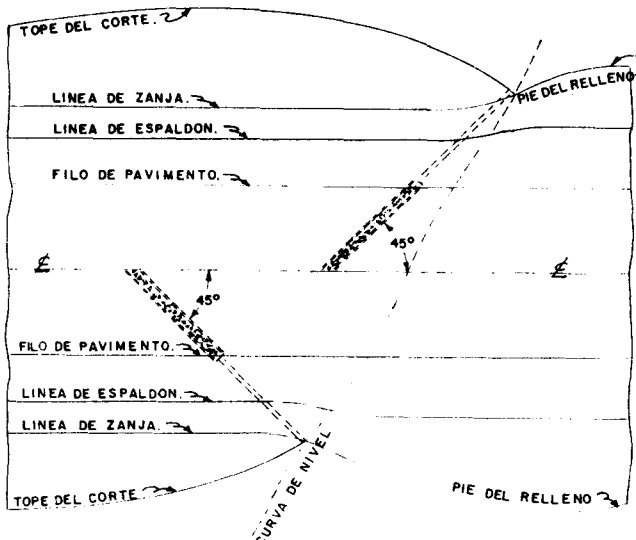 TOPE DEL CORTE.
LINEA DE ZANJA.
PIE DEL RELLENO
LINEA DE ESPALDON.
FILO DE PAVIMENTO.
45°
℄
℄
45°
FILO DE PAVIMENTO.
LINEA DE ESPALDON.
LINEA DE ZANJA.
TOPE DEL CORTE
CURVA DE NIVEL
PIE DEL RELLENO